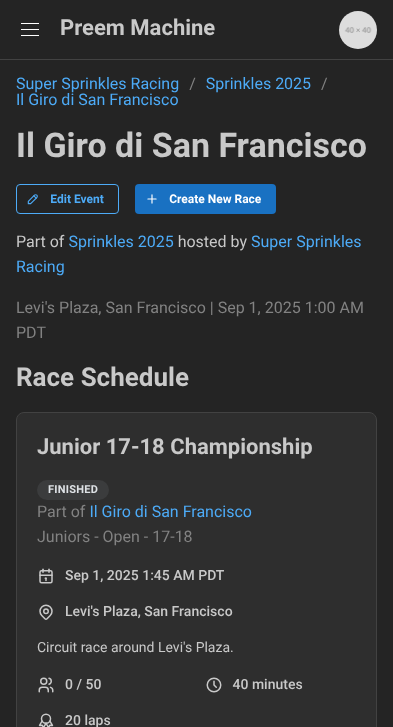 Preem Machine
40 × 40
Super Sprinkles Racing / Sprinkles 2025 /
Il Giro di San Francisco
Il Giro di San Francisco
Edit Event
Create New Race
Part of Sprinkles 2025 hosted by Super Sprinkles
Racing
Levi's Plaza, San Francisco | Sep 1, 2025 1:00 AM
PDT
Race Schedule
Junior 17-18 Championship
FINISHED
Part of Il Giro di San Francisco
Juniors - Open - 17-18
Sep 1, 2025 1:45 AM PDT
Levi's Plaza, San Francisco
Circuit race around Levi's Plaza.
0 / 50
40 minutes
20 laps